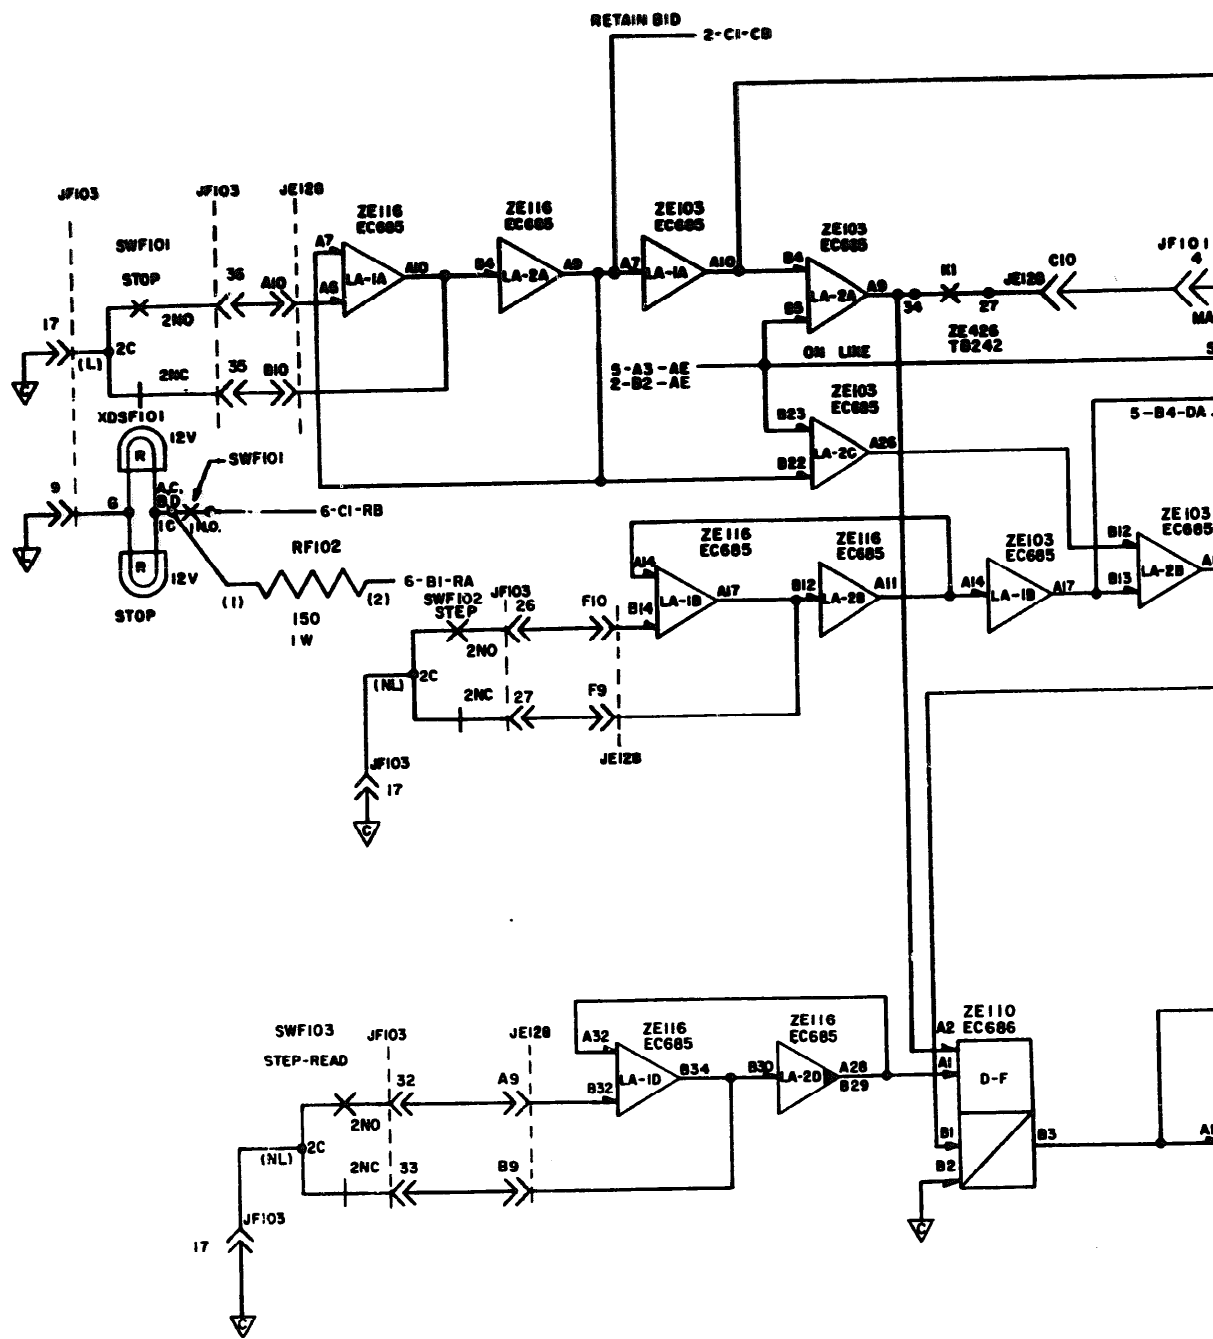 RETAIN BID
2-C1-CB
JF103
JF103
JE128
ZE116
EC685
ZE116
EC685
ZE103
EC685
ZE103
EC685
SWF101
STOP
36
A10
A7
A6
LA-1A
A10
B4
LA-2A
A9
A7
LA-1A
A10
B4
B5
LA-2A
A9
34
K1
27
JE128
C10
JF101
4
MA
ZE426
TB242
17
(L)
2C
2NO
2NC
35
B10
C
5-A3-AE
2-B2-AE
ON LINE
S
ZE103
EC685
B23
B22
LA-2C
A26
5-B4-DA
XDSF101
12V
R
SWF101
9
G
A.C.
B.D
1C
1N.O.
6-C1-RB
C
R
12V
STOP
RF102
(1)
(2)
150
1W
6-B1-RA
ZE116
EC685
ZE116
EC685
ZE103
EC685
ZE103
EC685
A14
B14
LA-1B
A17
B12
LA-2B
A11
A14
LA-1B
A17
B12
B13
LA-2B
SWF102
STEP
JF103
26
F10
2NO
(NL)
2C
2NC
27
F9
JE128
JF103
17
C
SWF103
STEP-READ
JF103
JE128
ZE116
EC685
ZE116
EC685
ZE110
EC686
32
A9
A32
B32
LA-1D
B34
B30
LA-2D
A28
B29
A2
A1
D-F
2NO
(NL)
2C
2NC
33
B9
B1
B2
B3
C
JF103
17
C